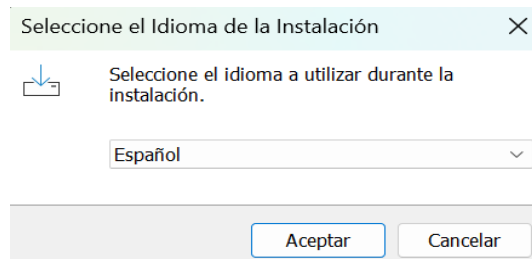 Seleccione el Idioma de la Instalación
Seleccione el idioma a utilizar durante la
instalación.
Español
Aceptar
Cancelar